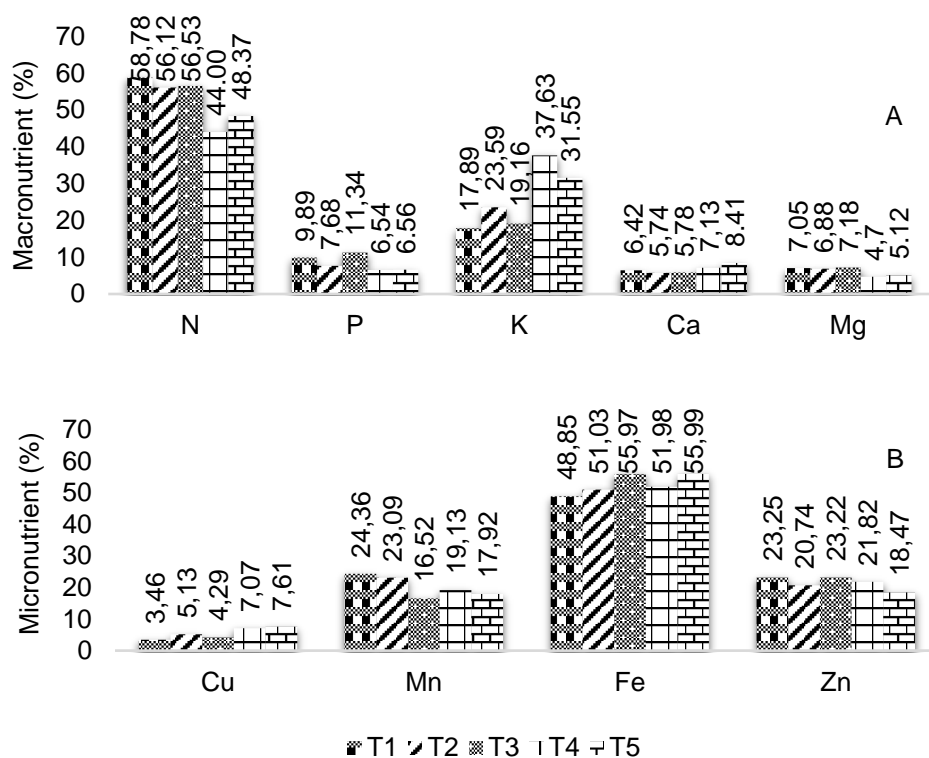 Macronutrient (%)
70
60
50
40
30
20
10
0
58,78 56,12 56,53 44.00 48.37
9,89 7,68 11,34 6,54 6.56
17,89 23,59 19,16 37,63 31.55
6,42 5,74 5,78 7,13 8.41
7,05 6,88 7,18 4,7 5.12
A
N P K Ca Mg
Micronutrient (%)
70
60
50
40
30
20
10
0
3,46 5,13 4,29 7,07 7,61
24,36 23,09 16,52 19,13 17,92
48,85 51,03 55,97 51,98 55,99
23,25 20,74 23,22 21,82 18,47
B
Cu Mn Fe Zn
T1 T2 T3 T4 T5